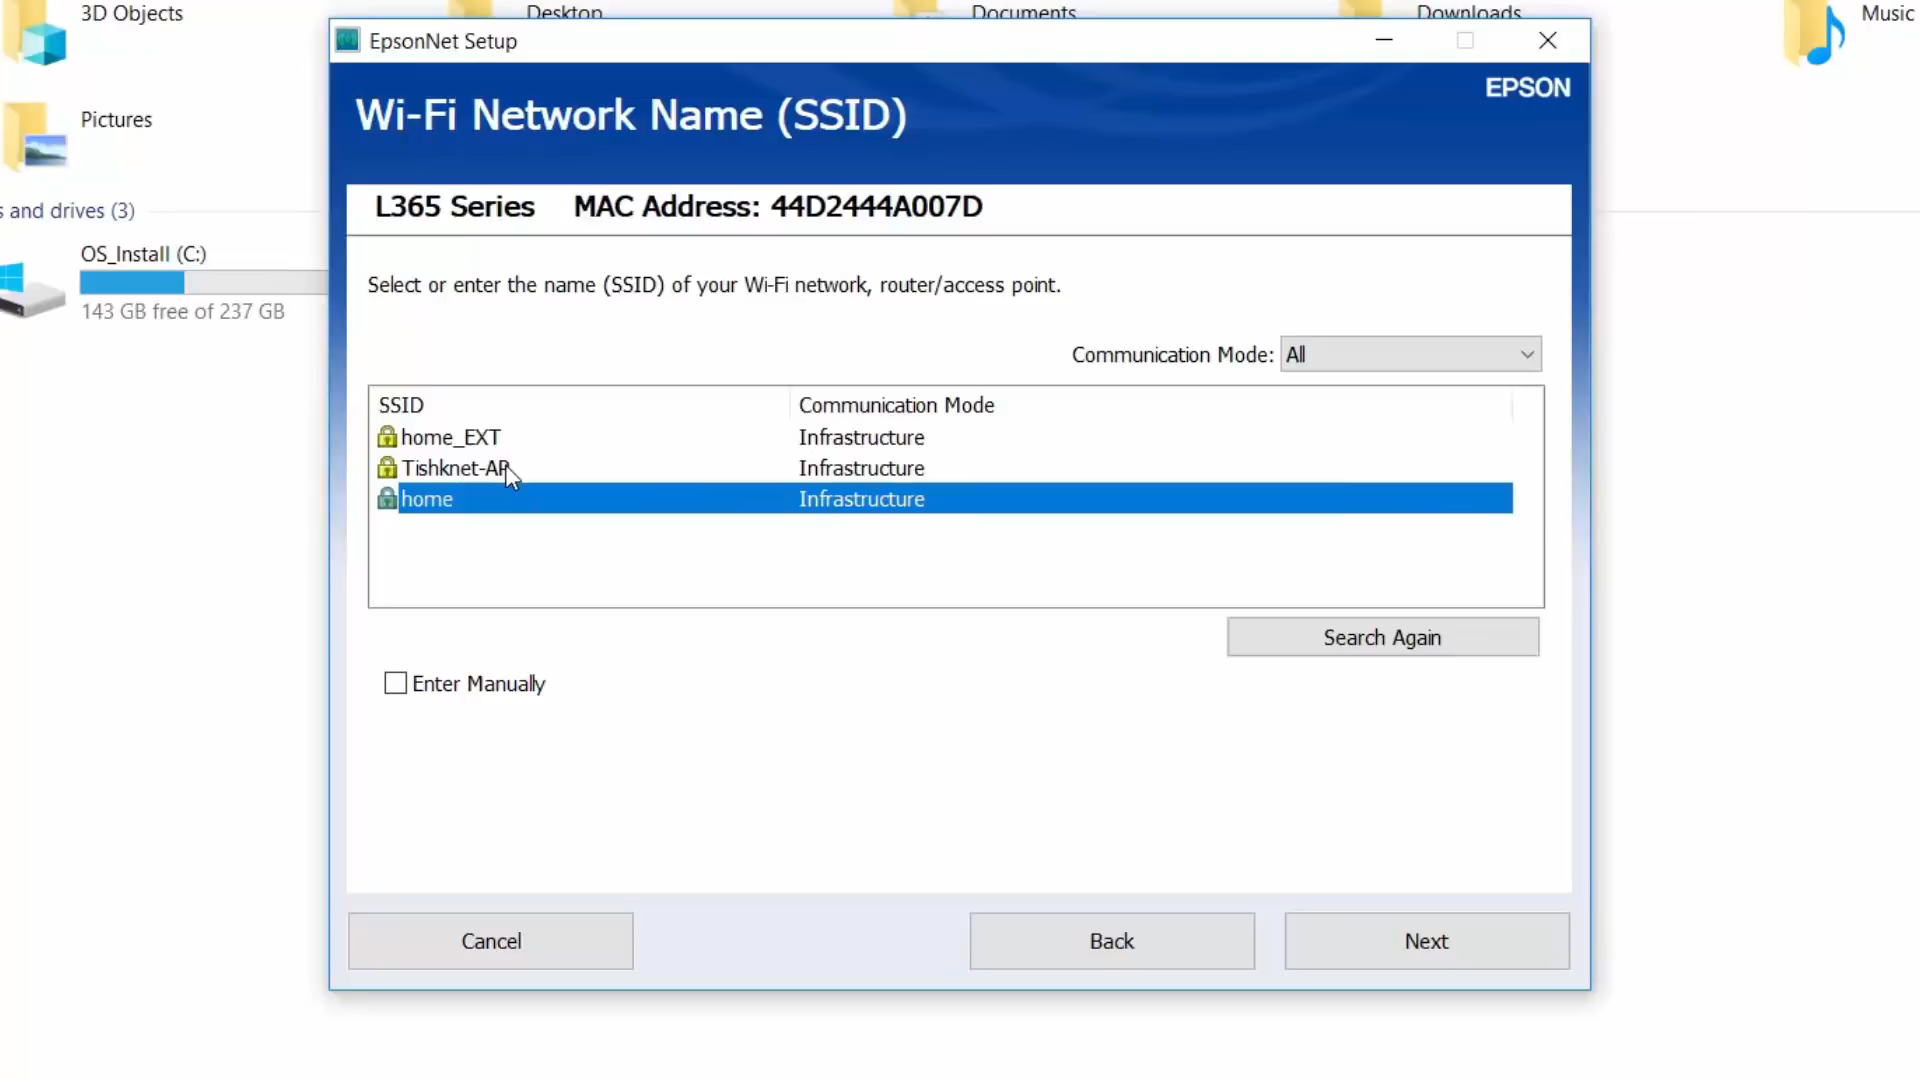 3D Objects
Desktop
Documents
Downloads
Music
EpsonNet Setup
EPSON
Wi-Fi Network Name (SSID)
Pictures
L365 Series MAC Address: 44D2444A007D
s and drives (3)
OS_Install (C:)
143 GB free of 237 GB
Select or enter the name (SSID) of your Wi-Fi network, router/access point.
Communication Mode: All
SSID Communication Mode
home_EXT Infrastructure
Tishknet-AP Infrastructure
home Infrastructure
Search Again
Enter Manually
Cancel
Back
Next